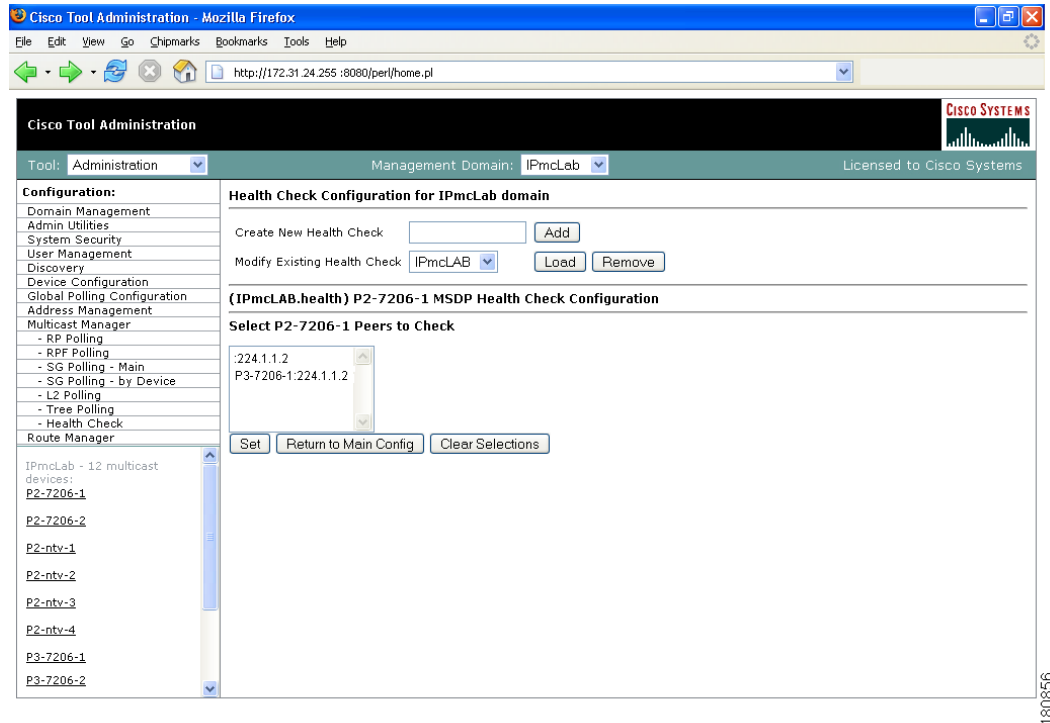 Cisco Tool Administration - Mozilla Firefox
File Edit View Go Chipmarks Bookmarks Tools Help
http://172.31.24.255 :8080/perl/home.pl
Cisco Tool Administration
CISCO SYSTEMS
Tool: Administration
Management Domain: IPmcLab
Licensed to Cisco Systems
Configuration:
Domain Management
Admin Utilities
System Security
User Management
Discovery
Device Configuration
Global Polling Configuration
Address Management
Multicast Manager
- RP Polling
- RPF Polling
- SG Polling - Main
- SG Polling - by Device
- L2 Polling
- Tree Polling
- Health Check
Route Manager
IPmcLab - 12 multicast
devices:
P2-7206-1
P2-7206-2
P2-ntv-1
P2-ntv-2
P2-ntv-3
P2-ntv-4
P3-7206-1
P3-7206-2
Health Check Configuration for IPmcLab domain
Create New Health Check Add
Modify Existing Health Check IPmcLAB Load Remove
(IPmcLAB.health) P2-7206-1 MSDP Health Check Configuration
Select P2-7206-1 Peers to Check
:224.1.1.2
P3-7206-1:224.1.1.2
Set Return to Main Config Clear Selections
180856